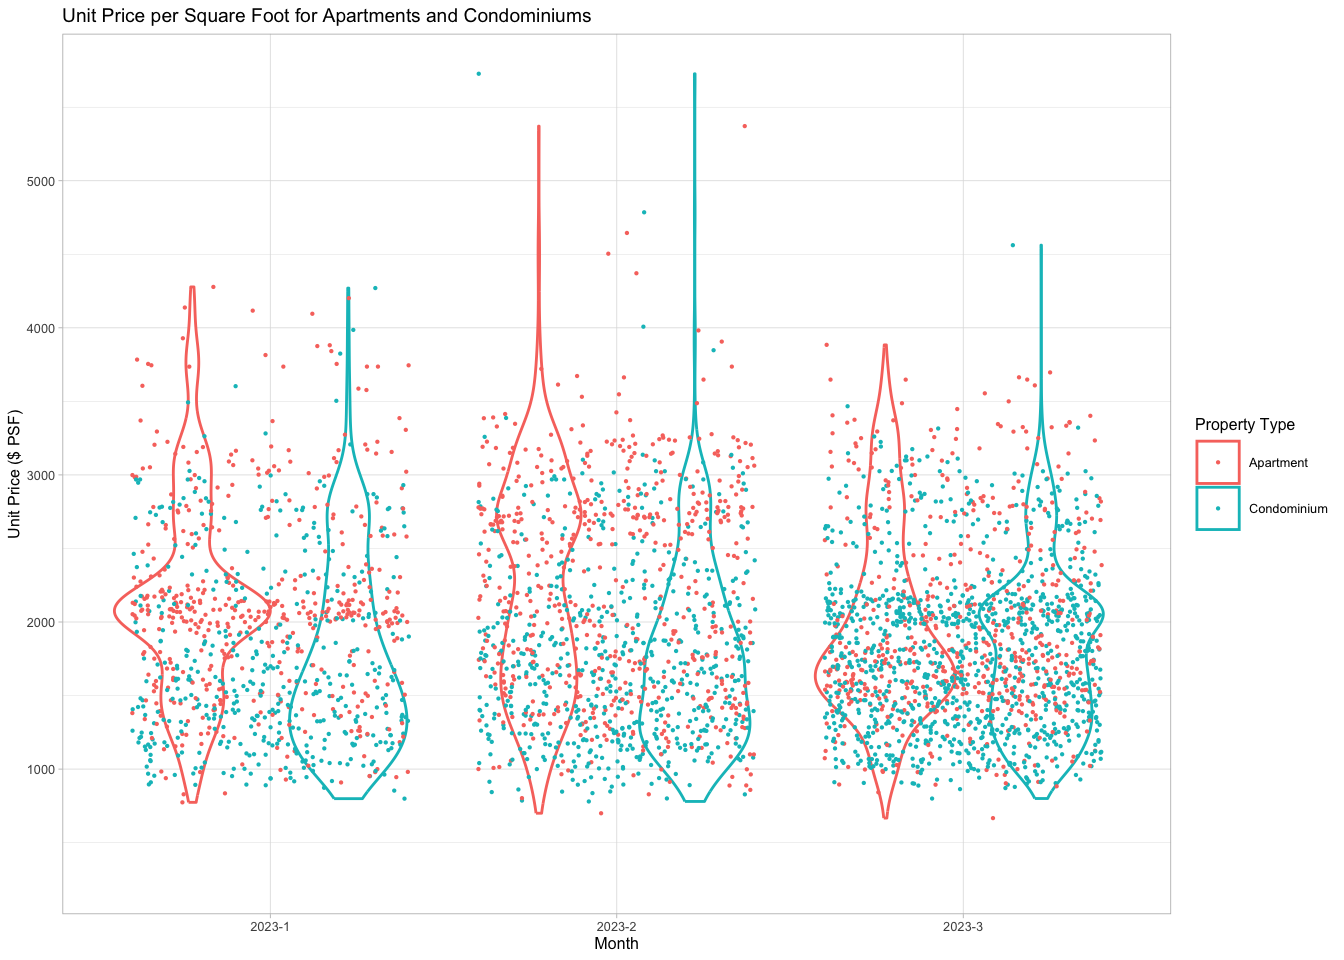 Unit Price per Square Foot for Apartments and Condominiums
Unit Price ($ PSF)
5000
4000
3000
2000
1000
2023-1
2023-2
2023-3
Month
Property Type
Apartment
Condominium